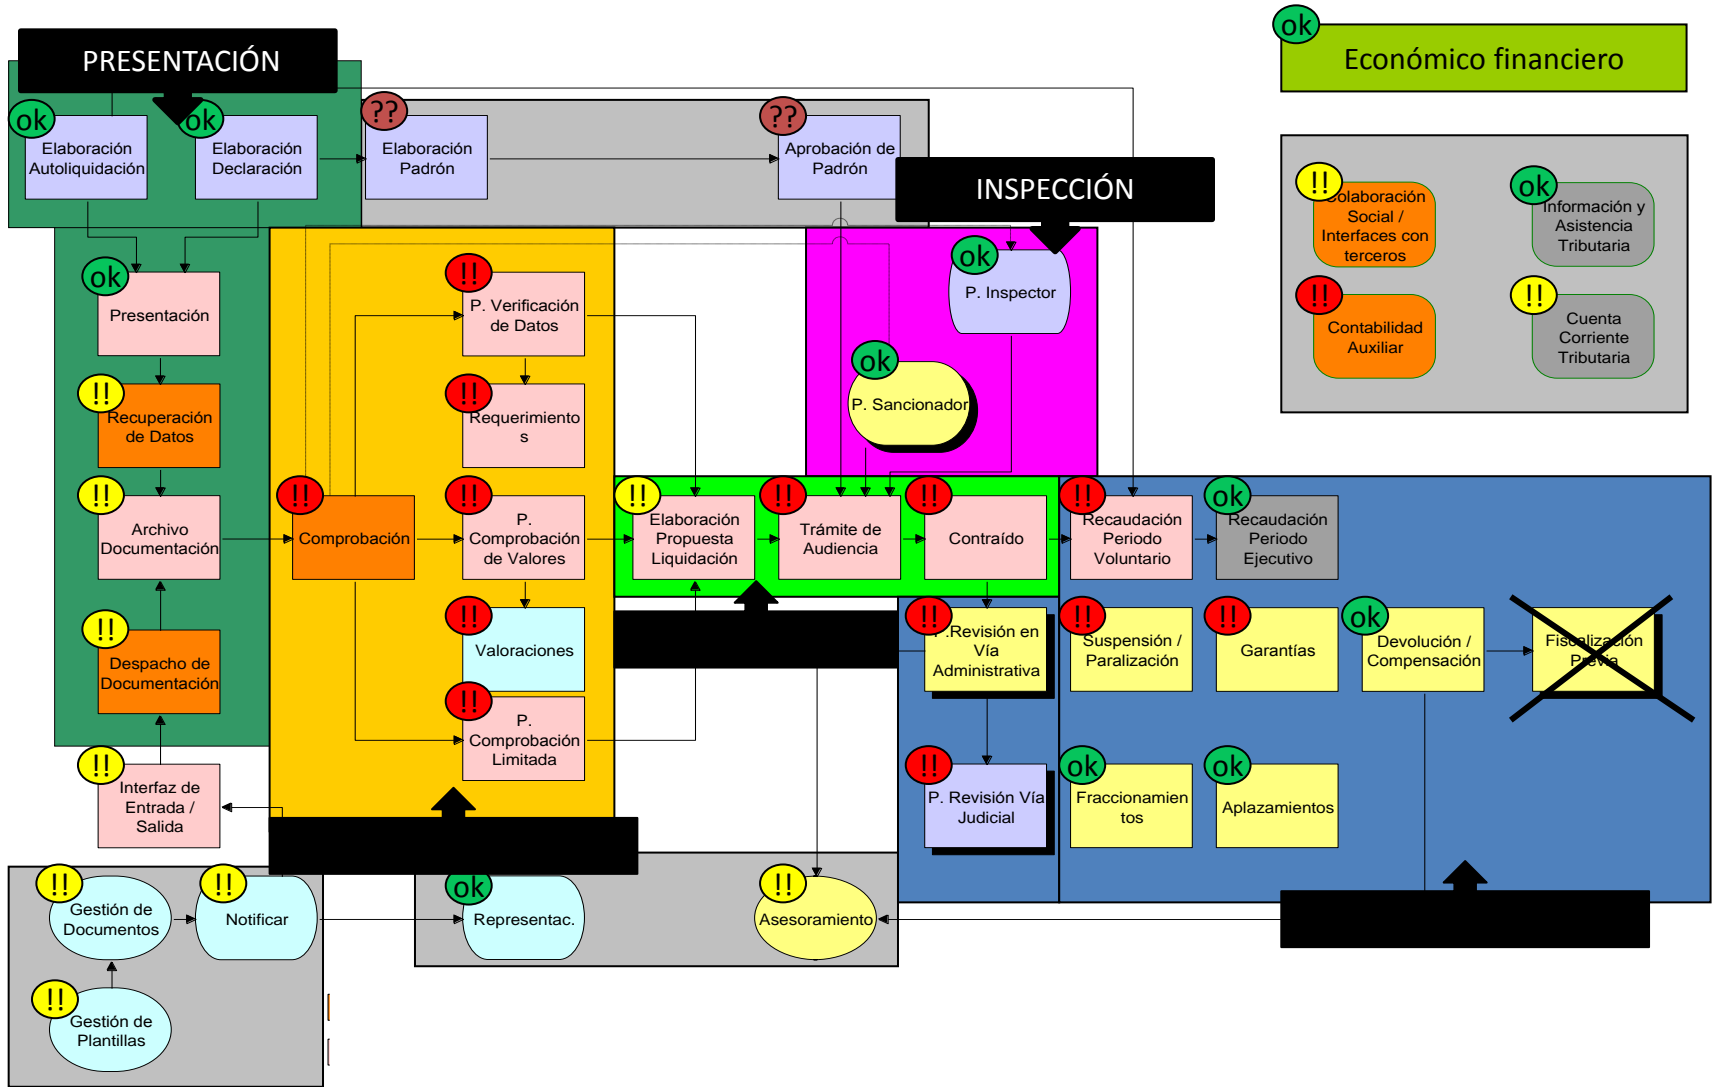 PRESENTACIÓN
ok
Económico financiero
ok
Elaboración
Autoliquidación
ok
Elaboración
Declaración
??
Elaboración
Padrón
??
Aprobación de
Padrón
INSPECCIÓN
!!
Colaboración
Social /
Interfaces con
terceros
ok
Información y
Asistencia
Tributaria
!!
Contabilidad
Auxiliar
!!
Cuenta
Corriente
Tributaria
ok
Presentación
!!
P. Verificación
de Datos
ok
P. Inspector
!!
Recuperación
de Datos
!!
Requerimiento
s
ok
P. Sancionador
!!
Archivo
Documentación
!!
Comprobación
!!
P.
Comprobación
de Valores
!!
Elaboración
Propuesta
Liquidación
!!
Trámite de
Audiencia
!!
Contraído
!!
Recaudación
Periodo
Voluntario
ok
Recaudación
Periodo
Ejecutivo
!!
Despacho de
Documentación
!!
Valoraciones
!!
P.Revisión en
Vía
Administrativa
!!
Suspensión /
Paralización
!!
Garantías
ok
Devolución /
Compensación
Fiscalización
Previa
!!
P.
Comprobación
Limitada
!!
Interfaz de
Entrada /
Salida
!!
P. Revisión Vía
Judicial
ok
Fraccionamien
tos
ok
Aplazamientos
!!
Gestión de
Documentos
!!
Notificar
ok
Representac.
!!
Asesoramiento
!!
Gestión de
Plantillas